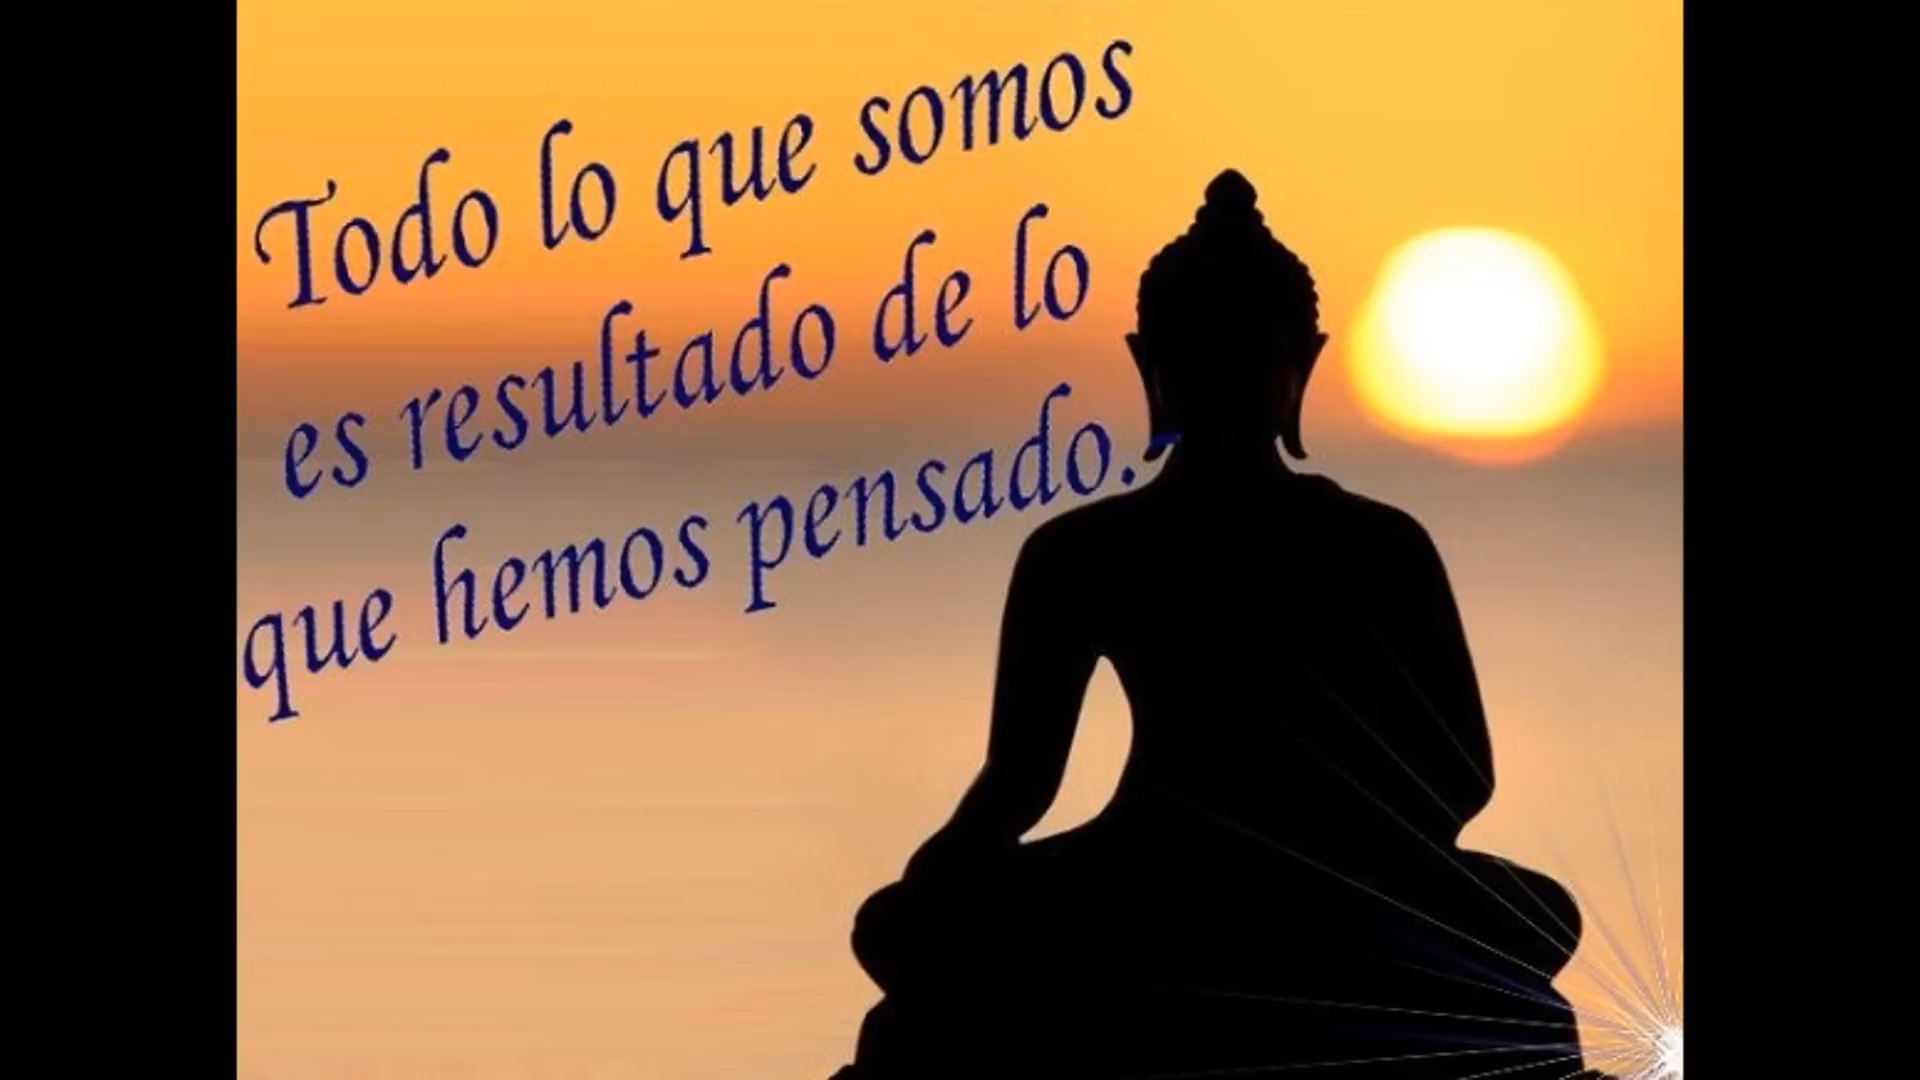 Todo lo que somos
es resultado de lo
que hemos pensado.